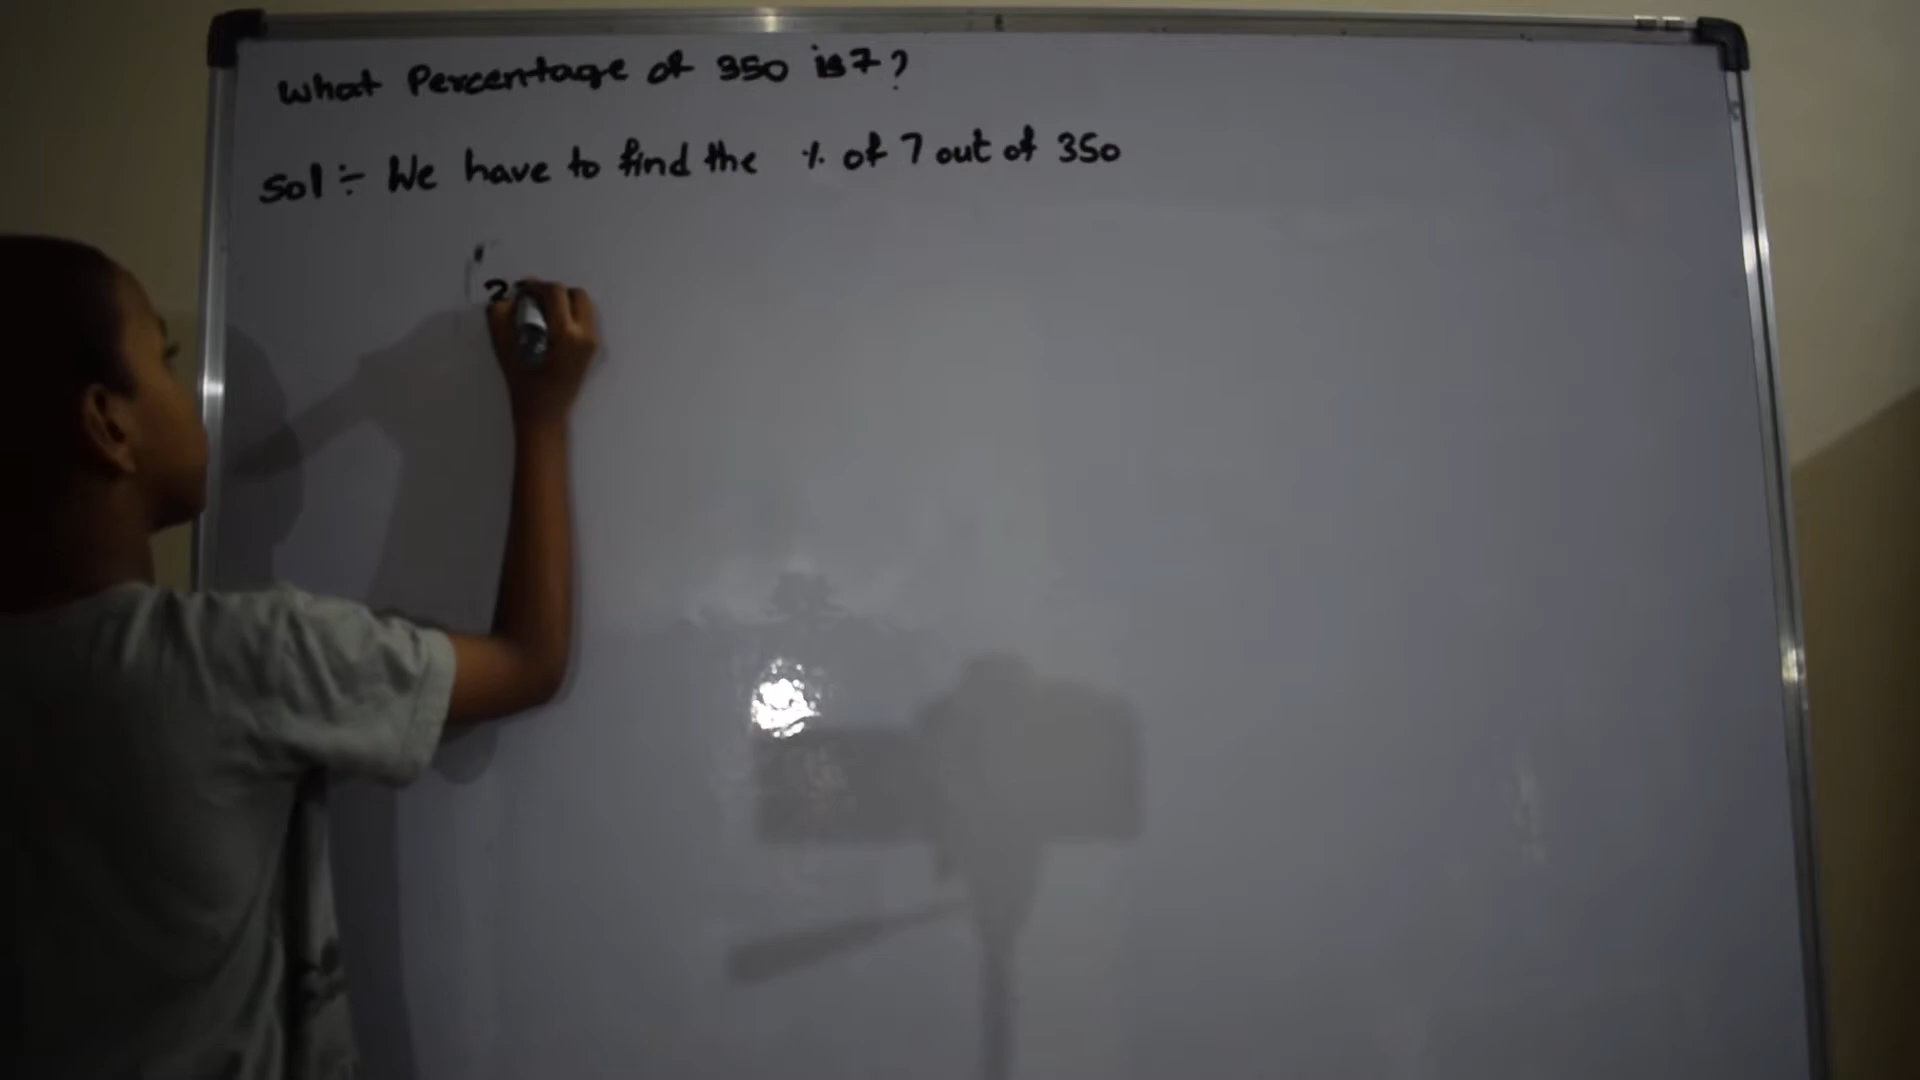 What Percentage of 350 is 7?
Sol ÷ We have to find the % of 7 out of 350